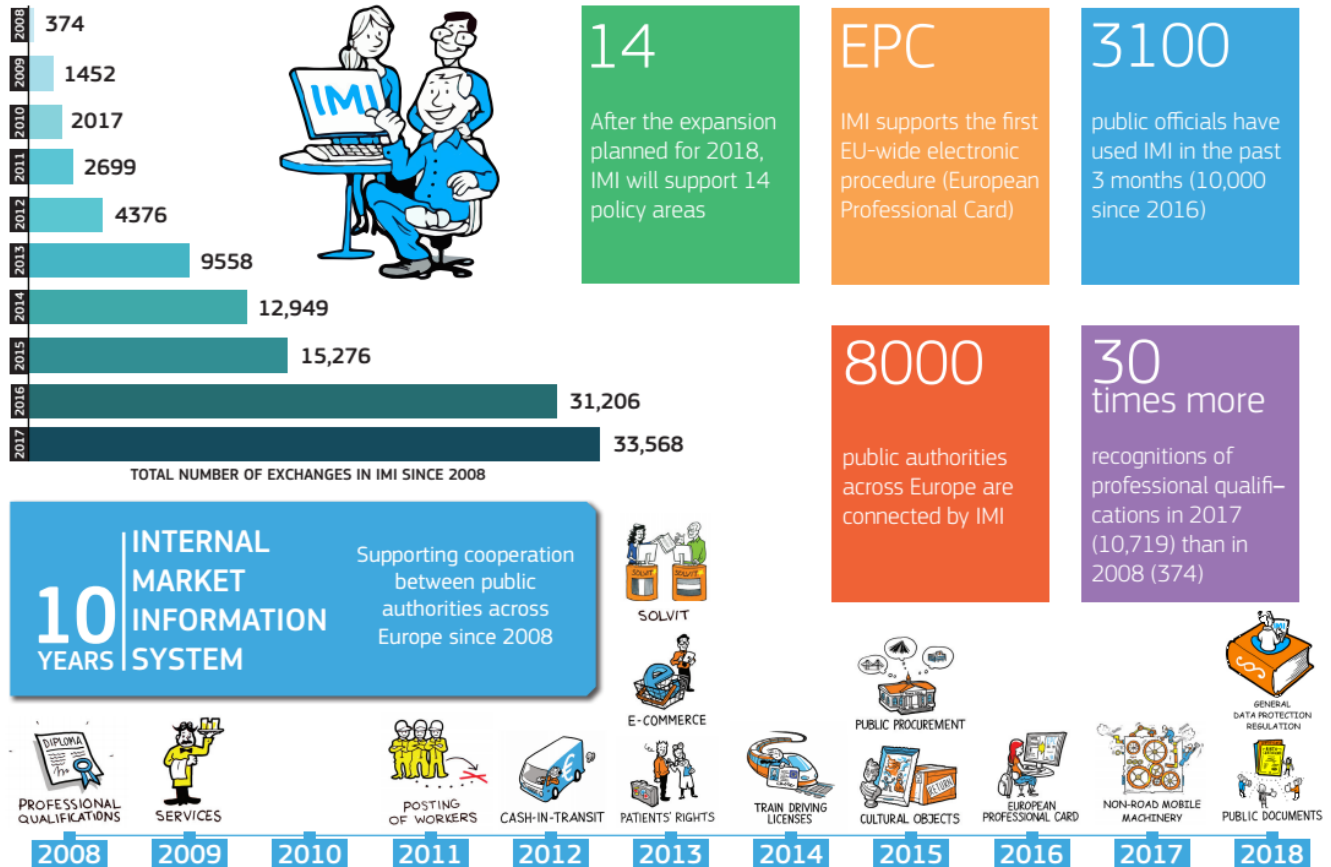 2008
374
2009
1452
2010
2017
2011
2699
2012
4376
2013
9558
2014
12,949
2015
15,276
2016
31,206
2017
33,568
TOTAL NUMBER OF EXCHANGES IN IMI SINCE 2008
IMI
14
After the expansion
planned for 2018,
IMI will support 14
policy areas
EPC
IMI supports the first
EU-wide electronic
procedure (European
Professional Card)
3100
public officials have
used IMI in the past
3 months (10,000
since 2016)
8000
public authorities
across Europe are
connected by IMI
30
times more
recognitions of
professional qualifi–
cations in 2017
(10,719) than in
2008 (374)
10
YEARS
INTERNAL
MARKET
INFORMATION
SYSTEM
Supporting cooperation
between public
authorities across
Europe since 2008
SOLVIT
SOLVIT
SOLVIT
e
E-COMMERCE
PUBLIC PROCUREMENT
GENERAL
DATA PROTECTION
REGULATION
DIPLOMA
PROFESSIONAL
QUALIFICATIONS
SERVICES
POSTING
OF WORKERS
€
CASH-IN-TRANSIT
PATIENTS' RIGHTS
TRAIN DRIVING
LICENSES
RETURN
CULTURAL OBJECTS
EUROPEAN
PROFESSIONAL CARD
NON-ROAD MOBILE
MACHINERY
PUBLIC DOCUMENTS
2008
2009
2010
2011
2012
2013
2014
2015
2016
2017
2018